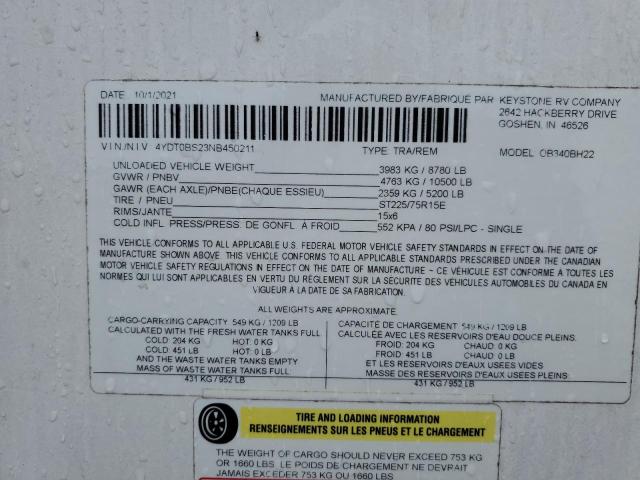 DATE 10/1/2021
MANUFACTURED BY/FABRIQUÉ PAR KEYSTONE RV COMPANY
2642 HACKBERRY DRIVE
GOSHEN, IN 46526
VIN/NIV 4YDT0BS23NB450211 TYPE: TRA/REM MODEL OB340BH22
UNLOADED VEHICLE WEIGHT 3983 KG / 8780 LB
GVWR / PNBV 4763 KG / 10500 LB
GAWR (EACH AXLE)/PNBE(CHAQUE ESSIEU) 2359 KG / 5200 LB
TIRE / PNEU ST225/75R15E
RIMS/JANTE 15x6
COLD INFL. PRESS/PRESS. DE GONFL. À FROID 552 KPA / 80 PSI/LPC - SINGLE
THIS VEHICLE CONFORMS TO ALL APPLICABLE U.S. FEDERAL MOTOR VEHICLE SAFETY STANDARDS IN EFFECT ON THE DATE OF
MANUFACTURE SHOWN ABOVE. THIS VEHICLE CONFORMS TO ALL APPLICABLE STANDARDS PRESCRIBED UNDER THE CANADIAN
MOTOR VEHICLE SAFETY REGULATIONS IN EFFECT ON THE DATE OF MANUFACTURE ~ CE VÉHICULE EST CONFORME A TOUTES LES
NORMES QUI LUI SONT APPLICABLES EN VERTU DU RÈGLEMENT SUR LA SÉCURITÉ DES VÉHICULES AUTOMOBILES DU CANADA EN
VIGUEUR A LA DATE DE SA FABRICATION.
ALL WEIGHTS ARE APPROXIMATE
CARGO-CARRYING CAPACITY 549 KG / 1209 LB
CALCULATED WITH THE FRESH WATER TANKS FULL
COLD: 204 KG HOT: 0 KG
COLD: 451 LB HOT: 0 LB
AND THE WASTE WATER TANKS EMPTY
MASS OF WASTE WATER TANKS FULL
431 KG / 952 LB
CAPACITÉ DE CHARGEMENT: 549 KG / 1209 LB
CALCULÉE AVEC LES RESERVOIRS D'EAU DOUCE PLEINS.
FROID: 204 KG CHAUD: 0 KG
FROID: 451 LB CHAUD: 0 LB
ET LES RESERVOIRS D'EAUX USEES VIDES
MASSE DES RESERVOIRS D'EAUX USEES PLEINS.
431 KG / 952 LB
TIRE AND LOADING INFORMATION
RENSEIGNEMENTS SUR LES PNEUS ET LE CHARGEMENT
THE WEIGHT OF CARGO SHOULD NEVER EXCEED 753 KG
OR 1660 LBS. LE POIDS DE CHARGEMENT NE DEVRAIT
JAMAIS EXCEDER 753 KG OU 1660 LBS.